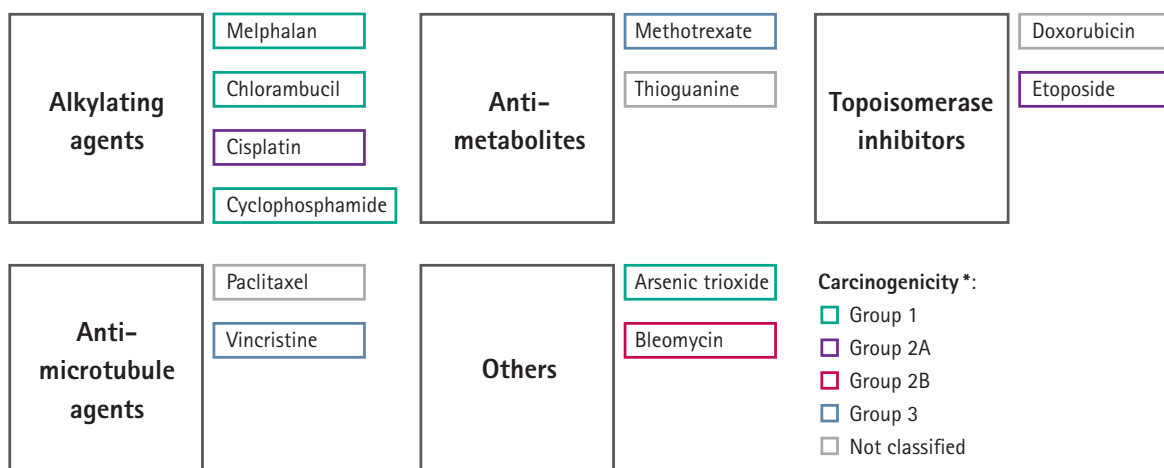 Alkylating
agents
Melphalan
Chlorambucil
Cisplatin
Cyclophosphamide
Anti-
metabolites
Methotrexate
Thioguanine
Topoisomerase
inhibitors
Doxorubicin
Etoposide
Anti-
microtubule
agents
Paclitaxel
Vincristine
Others
Arsenic trioxide
Bleomycin
Carcinogenicity*:
Group 1
Group 2A
Group 2B
Group 3
Not classified